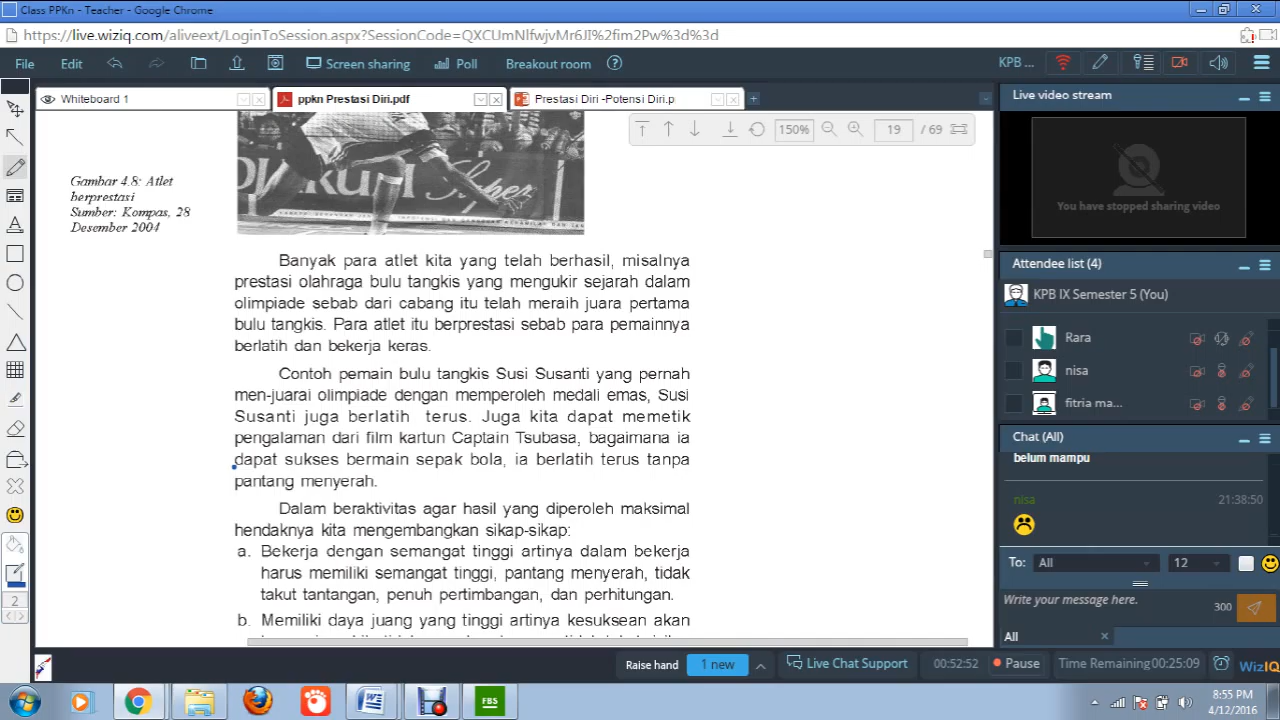 Class PPKn - Teacher - Google Chrome
https://live.wiziq.com/aliveext/LoginToSession.aspx?SessionCode=QXCUmNlfwjvMr6JI%2fim2Pw%3d%3d
File Edit Screen sharing Poll Breakout room ? KPB ...
Whiteboard 1 ppkn Prestasi Diri.pdf Prestasi Diri -Potensi Diri.p
150% 19 / 69
Gambar 4.8: Atlet
berprestasi
Sumber: Kompas, 28
Desember 2004
Banyak para atlet kita yang telah berhasil, misalnya
prestasi olahraga bulu tangkis yang mengukir sejarah dalam
olimpiade sebab dari cabang itu telah meraih juara pertama
bulu tangkis. Para atlet itu berprestasi sebab para pemainnya
berlatih dan bekerja keras.
Contoh pemain bulu tangkis Susi Susanti yang pernah
men-juarai olimpiade dengan memperoleh medali emas, Susi
Susanti juga berlatih terus. Juga kita dapat memetik
pengalaman dari film kartun Captain Tsubasa, bagaimana ia
dapat sukses bermain sepak bola, ia berlatih terus tanpa
pantang menyerah.
Dalam beraktivitas agar hasil yang diperoleh maksimal
hendaknya kita mengembangkan sikap-sikap:
a. Bekerja dengan semangat tinggi artinya dalam bekerja
harus memiliki semangat tinggi, pantang menyerah, tidak
takut tantangan, penuh pertimbangan, dan perhitungan.
b. Memiliki daya juang yang tinggi artinya kesuksean akan
2
Live video stream
You have stopped sharing video
Attendee list (4)
KPB IX Semester 5 (You)
Rara
nisa
fitria ma...
Chat (All)
belum mampu
nisa 21:38:50
To: All 12
Write your message here. 300
All
Raise hand 1 new Live Chat Support 00:52:52 Pause Time Remaining 00:25:09 WizIQ
W FBS
8:55 PM
4/12/2016